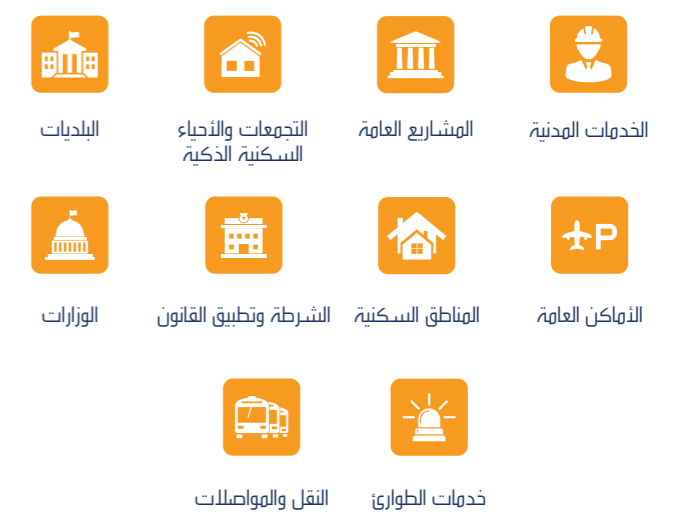 الخدمات المدنية
المشاريع العامة
التجمعات والأحياء
السكنية الذكية
البلديات
P
الأماكن العامة
المناطق السكنية
الشرطة وتطبيق القانون
الوزارات
خدمات الطوارئ
النقل والمواصلات